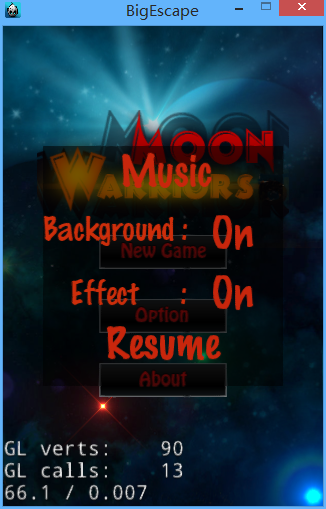 BigEscape
Moon
Warriors
Music
Background : On
New Game
Effect : On
Option
Resume
About
GL verts: 90
GL calls: 13
66.1 / 0.007